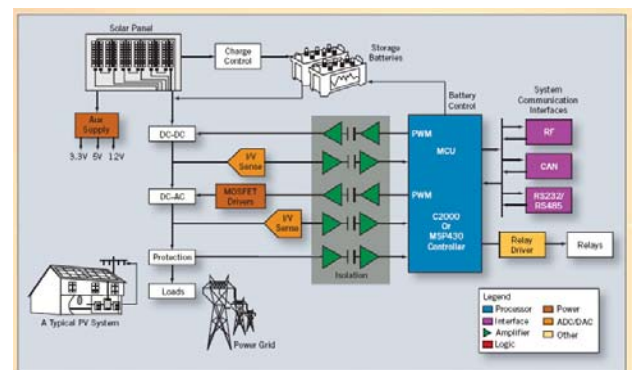 Solar Panel
Charge
Control
Storage
Batteries
Battery
Control
System
Communication
Interfaces
Aux
Supply
3.3V 5V 12V
DC-DC
I/V
Sense
DC-AC
MOSFET
Drivers
I/V
Sense
Protection
Loads
Isolation
PWM
MCU
PWM
C2000
Or
MSP430
Controller
RF
CAN
RS232/
RS485
Relay
Driver
Relays
A Typical PV System
Power Grid
Legend
Processor
Interface
Amplifier
Logic
Power
ADC/DAC
Other